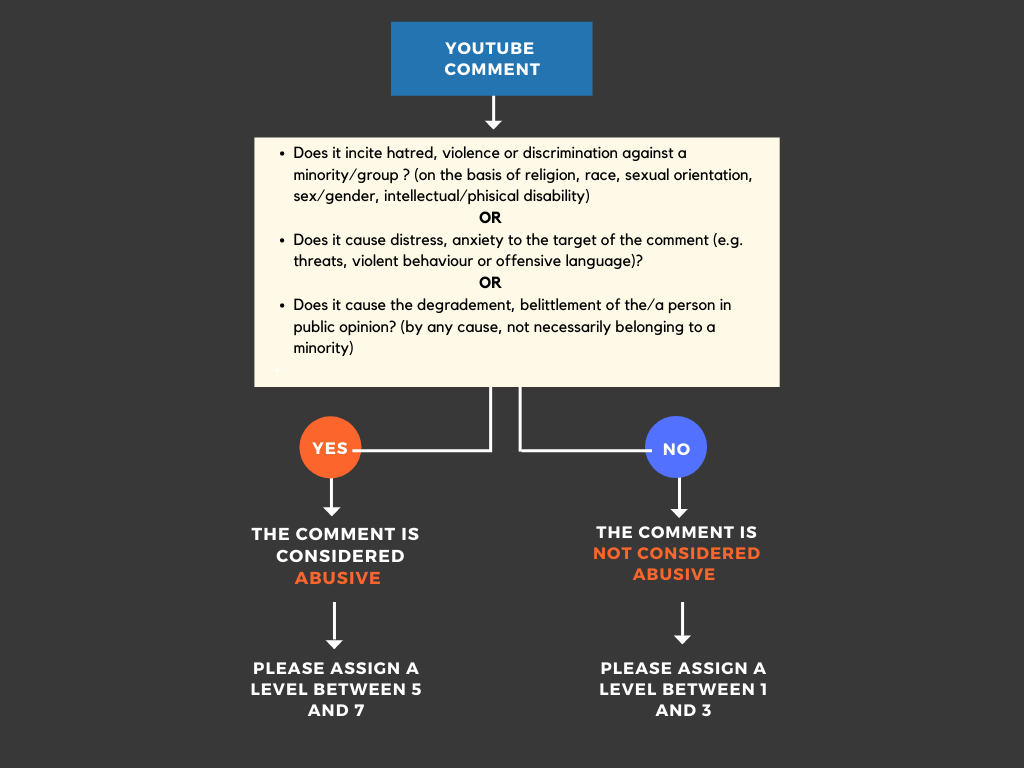 YOUTUBE
COMMENT
• Does it incite hatred, violence or discrimination against a
minority/group ? (on the basis of religion, race, sexual orientation,
sex/gender, intellectual/phisical disability)
OR
• Does it cause distress, anxiety to the target of the comment (e.g.
threats, violent behaviour or offensive language)?
OR
• Does it cause the degradement, belittlement of the/a person in
public opinion? (by any cause, not necessarily belonging to a
minority)
YES
THE COMMENT IS
CONSIDERED
ABUSIVE
PLEASE ASSIGN A
LEVEL BETWEEN 5
AND 7
NO
THE COMMENT IS
NOT CONSIDERED
ABUSIVE
PLEASE ASSIGN A
LEVEL BETWEEN 1
AND 3